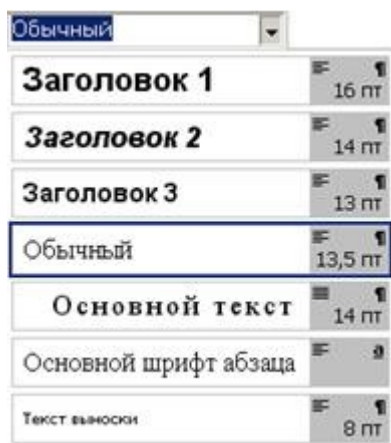 Обычный
Заголовок 1
¶
16 пт
Заголовок 2
¶
14 пт
Заголовок 3
¶
13 пт
Обычный
¶
13,5 пт
Основной текст
¶
14 пт
Основной шрифт абзаца
a
Текст выноски
¶
8 пт